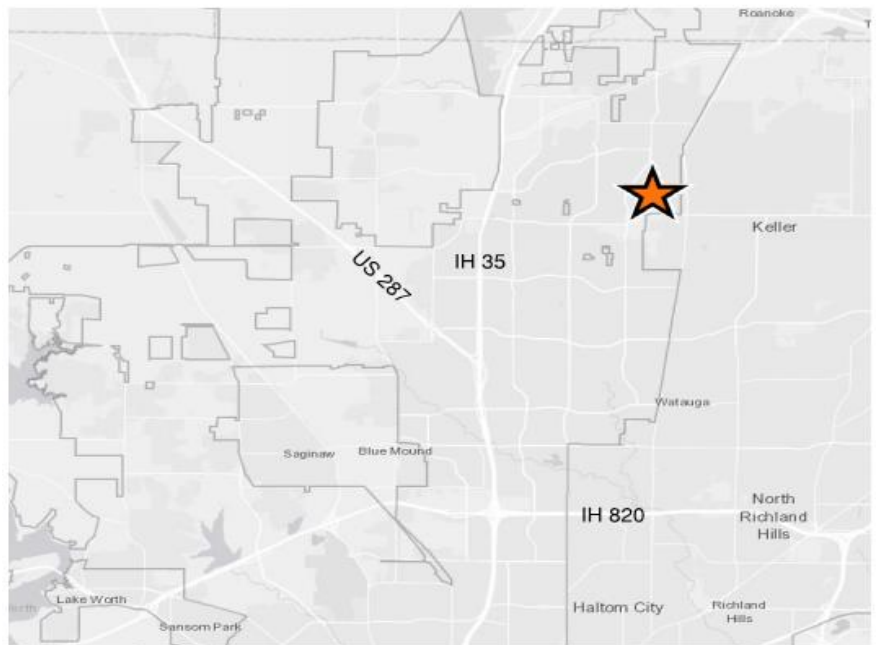 Roanoke
Keller
IH 35
US 287
Watauga
Saginaw
Blue Mound
North
Richland
Hills
IH 820
Lake Worth
Haltom City
Richland
Hills
Sansom Park